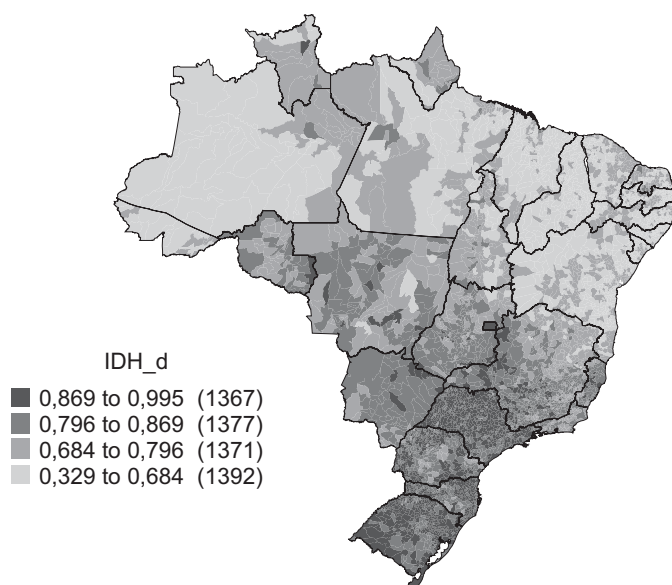 IDH_d
0,869 to 0,995 (1367)
0,796 to 0,869 (1377)
0,684 to 0,796 (1371)
0,329 to 0,684 (1392)